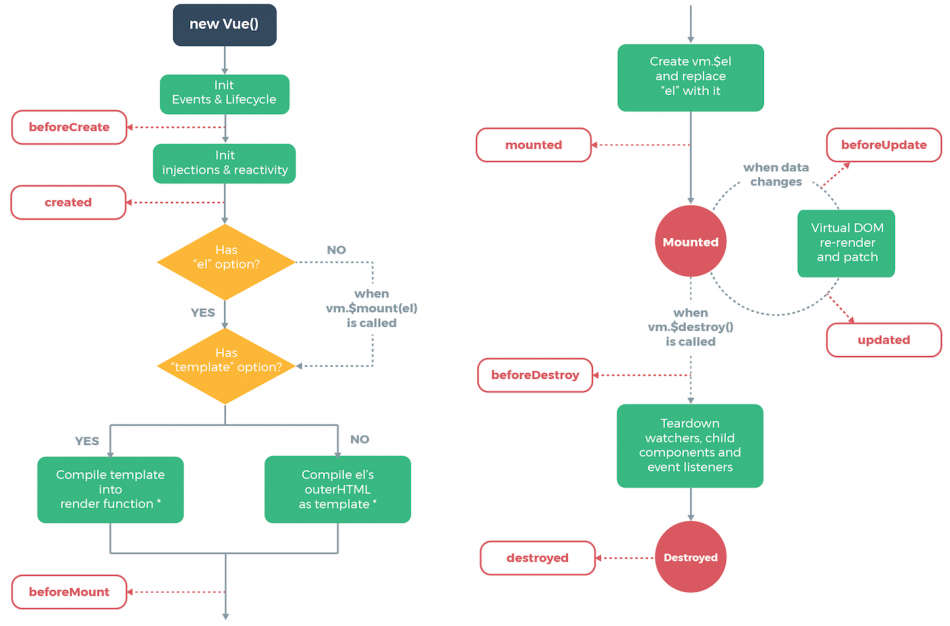 new Vue()
Init
Events & Lifecycle
beforeCreate
Init
injections & reactivity
created
Has
"el" option?
NO
when
vm.$mount(el)
is called
YES
Has
"template" option?
YES
NO
Compile template
into
render function *
Compile el's
outerHTML
as template *
beforeMount
Create vm.$el
and replace
"el" with it
mounted
beforeUpdate
when data
changes
Mounted
Virtual DOM
re-render
and patch
when
vm.$destroy()
is called
updated
beforeDestroy
Teardown
watchers, child
components and
event listeners
destroyed
Destroyed